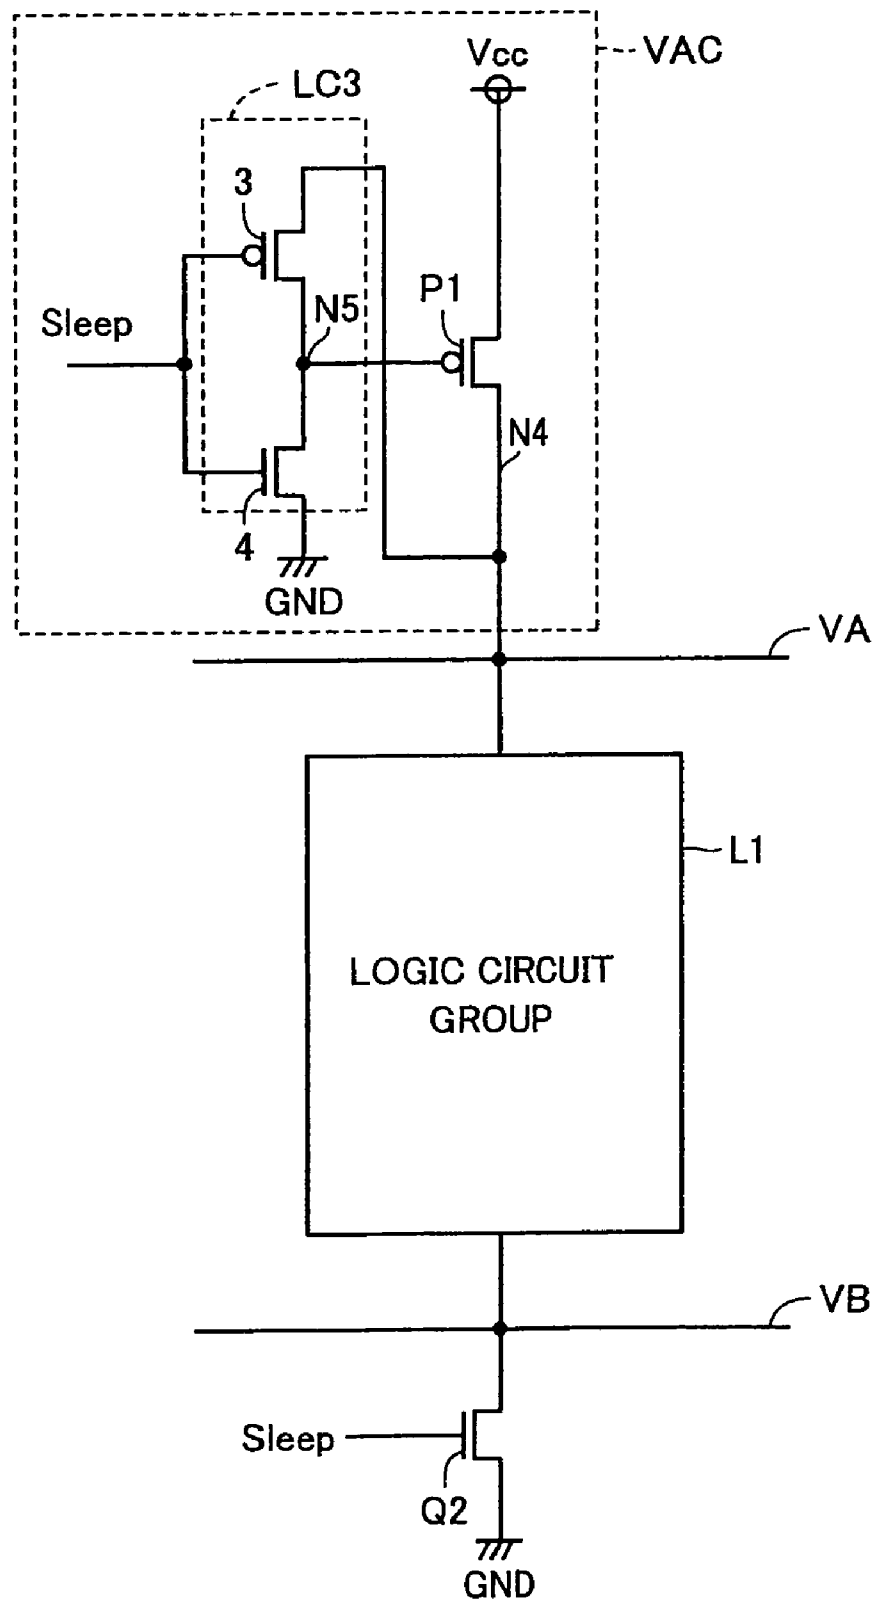 Vcc
VAC
LC3
3
P1
Sleep
N5
N4
4
GND
VA
L1
LOGIC CIRCUIT
GROUP
VB
Sleep
Q2
GND